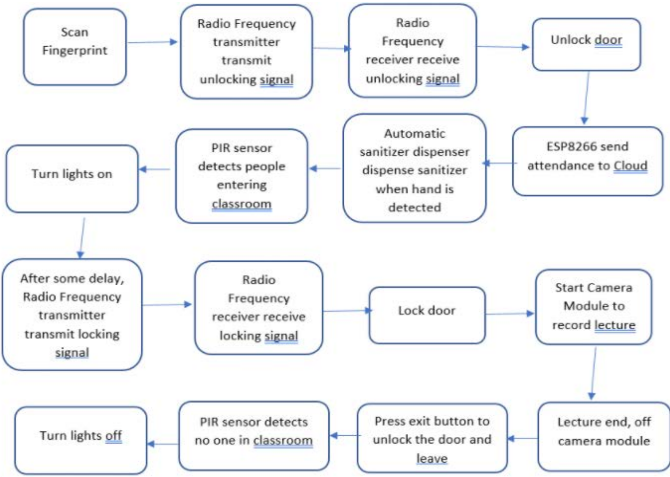 Scan
Fingerprint
Radio Frequency
transmitter
transmit
unlocking signal
Radio
Frequency
receiver receive
unlocking signal
Unlock door
ESP8266 send
attendance to Cloud
Automatic
sanitizer dispenser
dispense sanitizer
when hand is
detected
PIR sensor
detects people
entering
classroom
Turn lights on
After some delay,
Radio Frequency
transmitter
transmit locking
signal
Radio
Frequency
receiver receive
locking signal
Lock door
Start Camera
Module to
record lecture
Lecture end, off
camera module
Press exit button to
unlock the door and
leave
PIR sensor detects
no one in classroom
Turn lights off